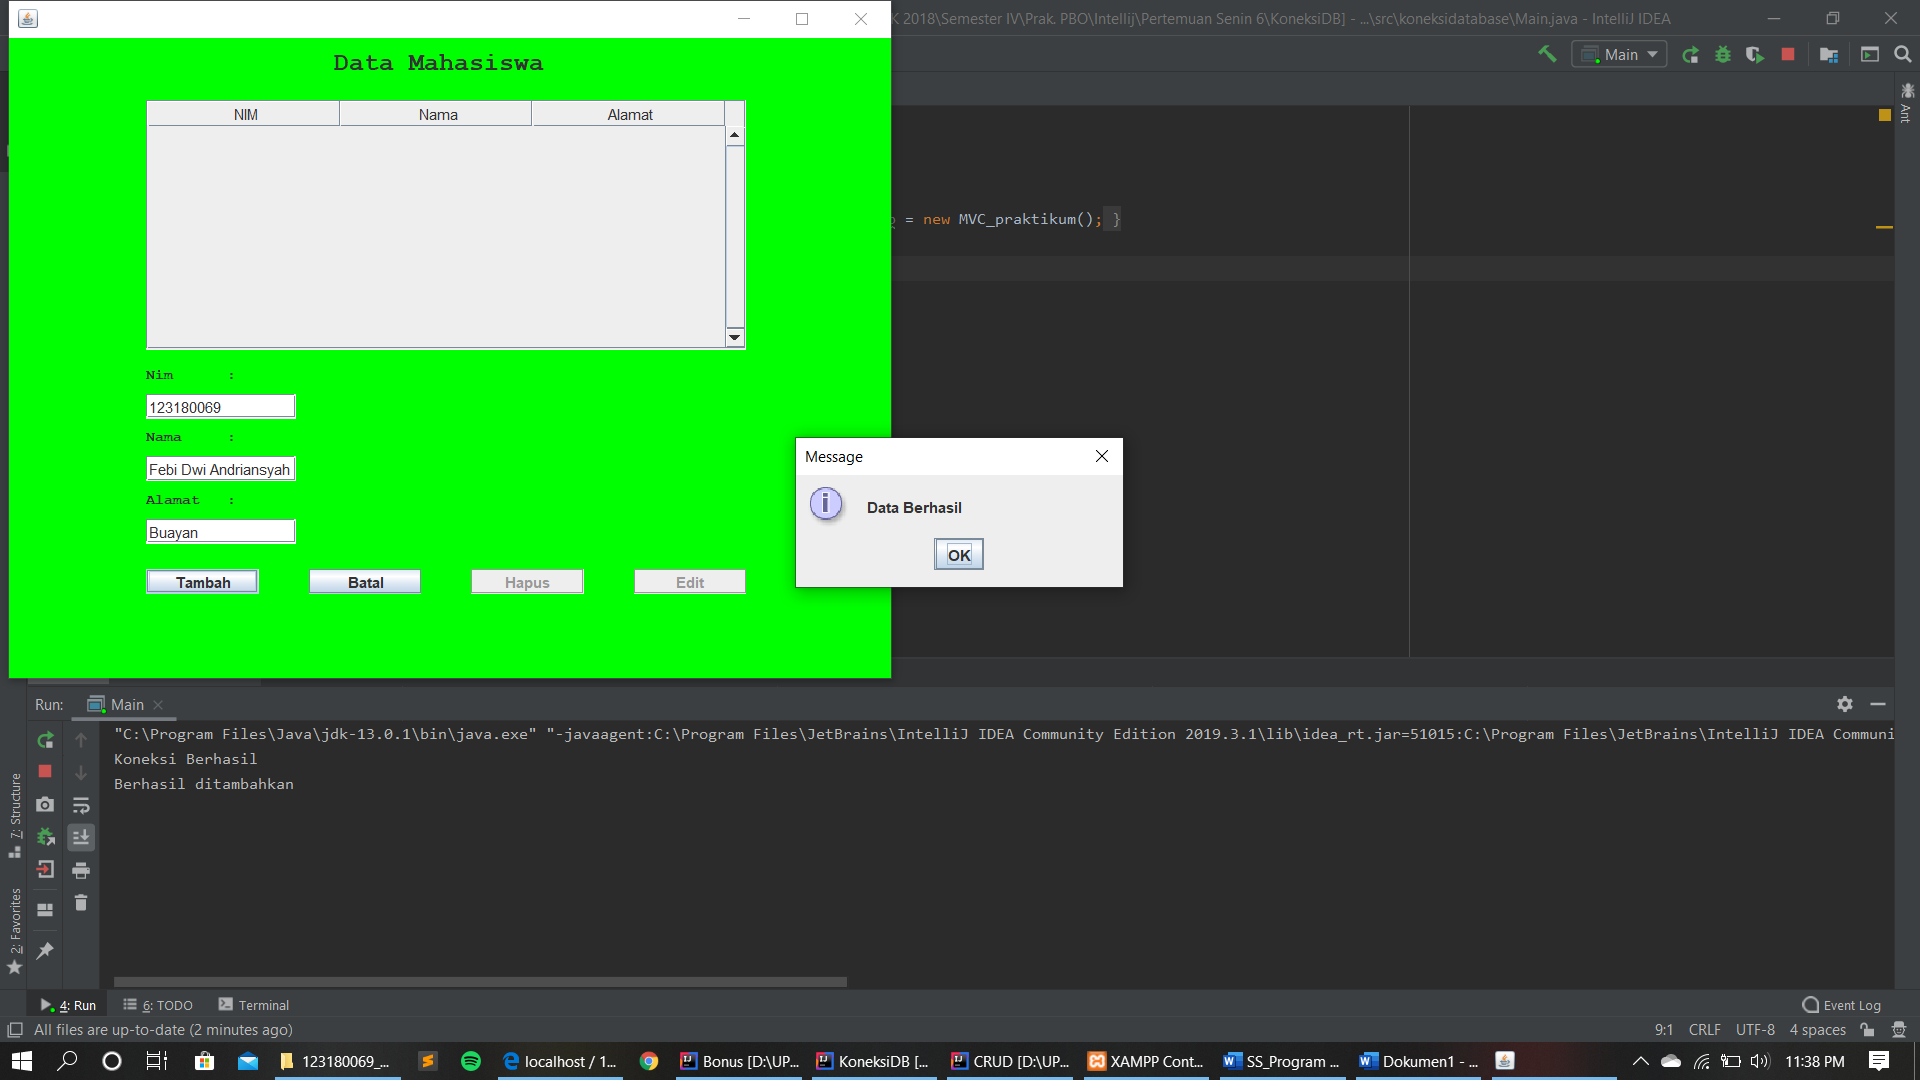 K 2018\Semester IV\Prak. PBO\Intellij\Pertemuan Senin 6\KoneksiDB] - ...\src\koneksidatabase\Main.java - IntelliJ IDEA
Main
Ant
Data Mahasiswa
NIM Nama Alamat
= new MVC_praktikum(); }
Nim :
123180069
Nama :
Febi Dwi Andriansyah
Alamat :
Buayan
Tambah Batal Hapus Edit
Message
i
Data Berhasil
OK
Run: Main
"C:\Program Files\Java\jdk-13.0.1\bin\java.exe" "-javaagent:C:\Program Files\JetBrains\IntelliJ IDEA Community Edition 2019.3.1\lib\idea_rt.jar=51015:C:\Program Files\JetBrains\IntelliJ IDEA Communi
Koneksi Berhasil
Berhasil ditambahkan
7: Structure
2: Favorites
4: Run 6: TODO Terminal Event Log
All files are up-to-date (2 minutes ago) 9:1 CRLF UTF-8 4 spaces
123180069_... localhost / 1... Bonus [D:\UP... KoneksiDB [... CRUD [D:\UP... XAMPP Cont... SS_Program ... Dokumen1 - ... 11:38 PM